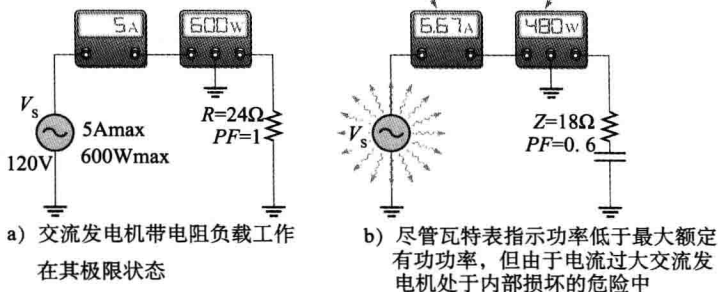 5A
600W
Vs
120V
5Amax
600Wmax
R=24Ω
PF=1
a) 交流发电机带电阻负载工作
在其极限状态
6.67A
480W
Vs
Z=18Ω
PF=0.6
b) 尽管瓦特表指示功率低于最大额定
有功功率，但由于电流过大交流发
电机处于内部损坏的危险中